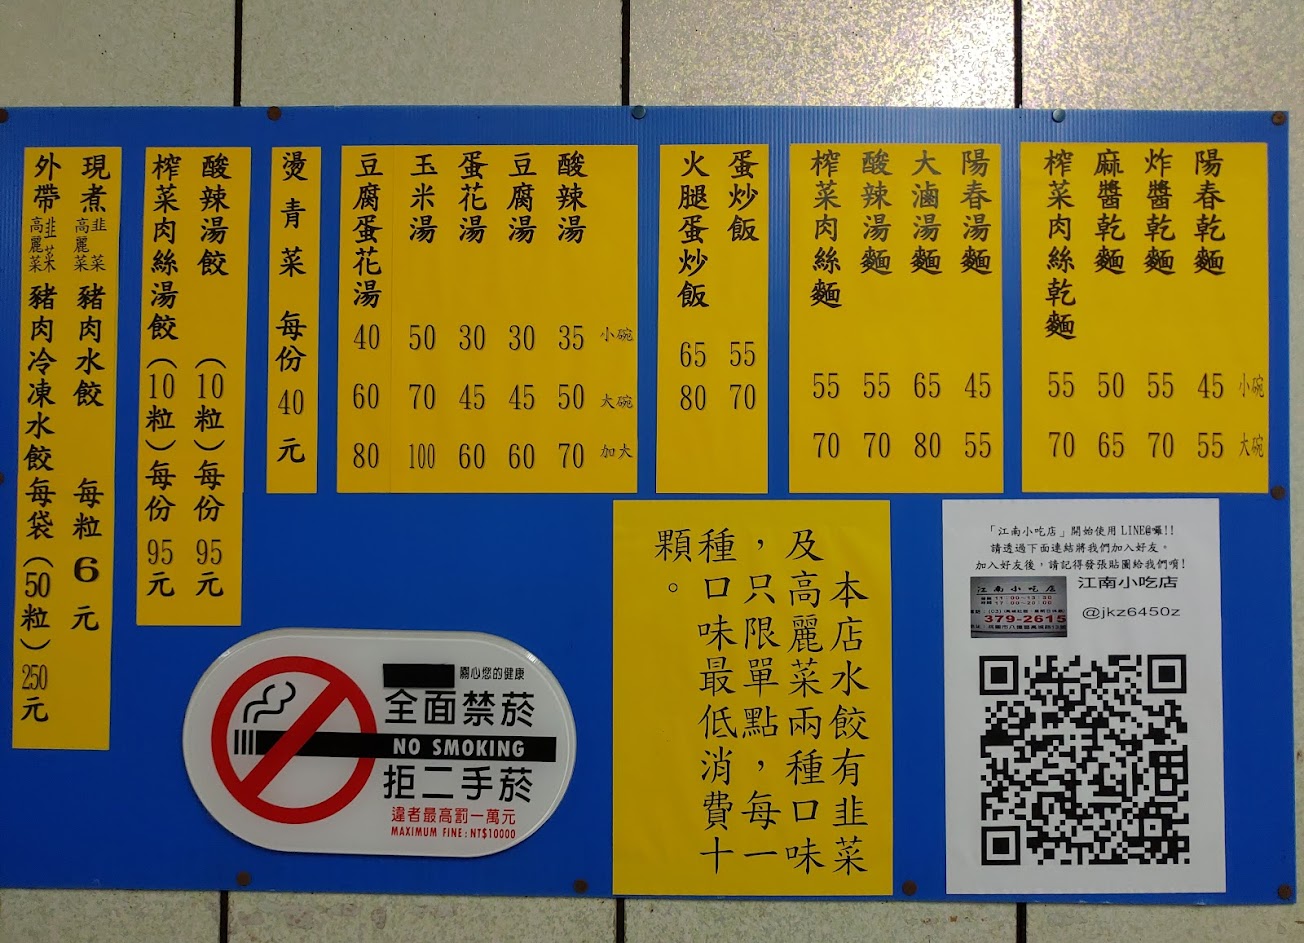 陽春乾麵 45 55
炸醬乾麵 55 70
麻醬乾麵 50 65
榨菜肉絲乾麵 55 70
小碗
大碗
陽春湯麵 45 55
大滷湯麵 65 80
酸辣湯麵 55 70
榨菜肉絲麵 55 70
蛋炒飯 55 70
火腿蛋炒飯 65 80
小碗
大碗
加大
酸辣湯 35 50 70
豆腐湯 30 45 60
蛋花湯 30 45 60
玉米湯 50 70 100
豆腐蛋花湯 40 60 80
燙青菜 每份 40 元
酸辣湯餃 (10粒)每份 95 元
榨菜肉絲湯餃(10粒)每份 95 元
現煮 韭菜 高麗菜 豬肉水餃 每粒 6 元
外帶 韭菜 高麗菜 豬肉冷凍水餃每袋(50粒)250元
本店水餃有韭菜
及高麗菜兩種口味
，只限單點，每一
種口味最低消費十
顆。
「江南小吃店」開始使用 LINE@囉!!
請透過下面連結將我們加入好友。
加入好友後，請記得發張貼圖給我們唷!
江南小吃店
@jkz6450z
江南小吃店
379-2615
關心您的健康
全面禁菸
NO SMOKING
拒二手菸
違者最高罰一萬元
MAXIMUM FINE: NT$10000